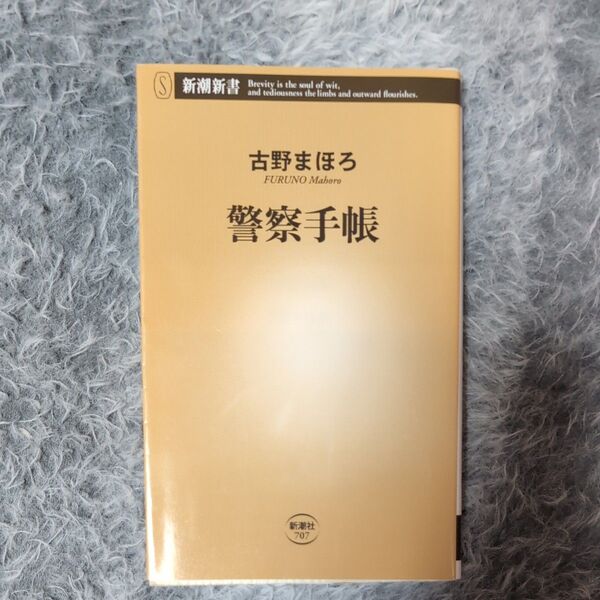 S 新潮新書 Brevity is the soul of wit,
and tediousness the limbs and outward flourishes.
古野まほろ
FURUNO Mahoro
警察手帳
新潮社
707